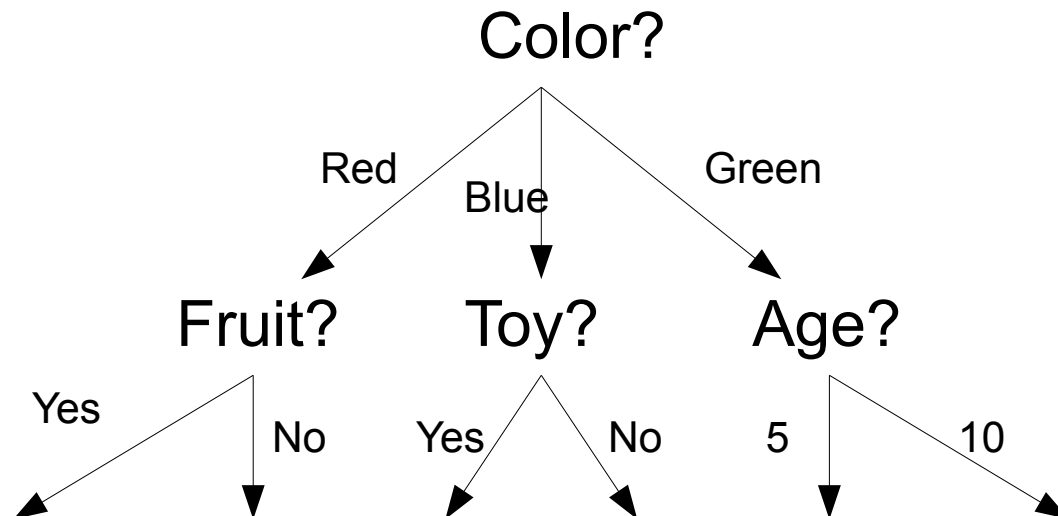 Color?
Red
Blue
Green
Fruit?
Toy?
Age?
Yes
No
Yes
No
5
10